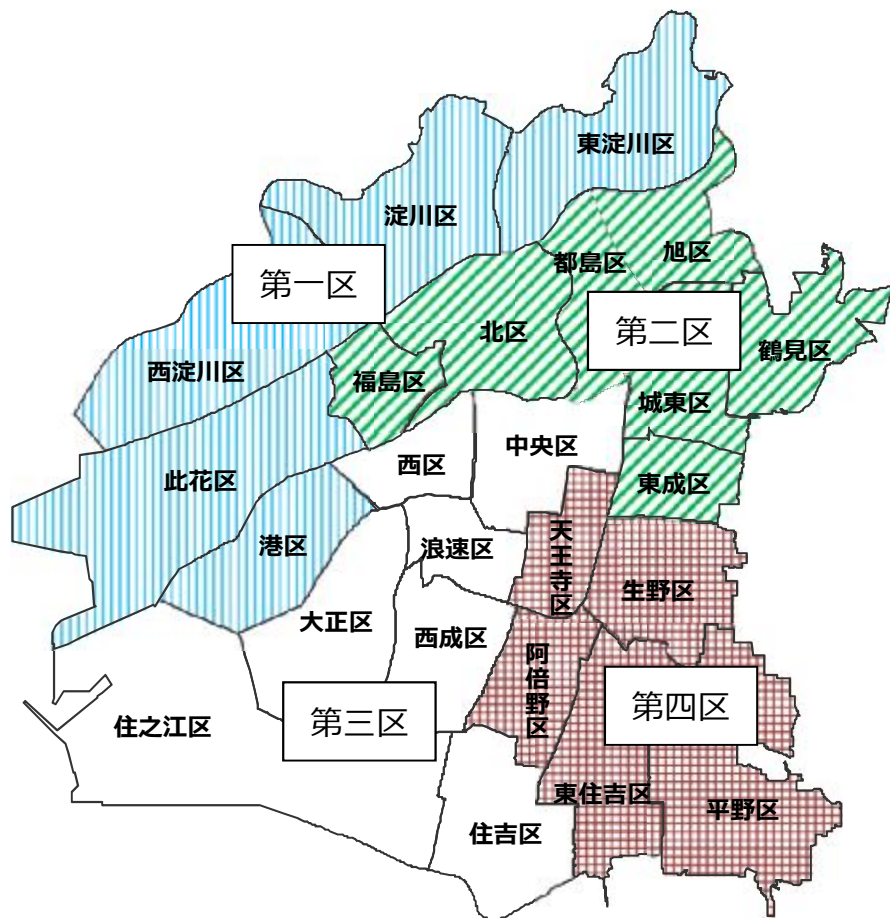 東淀川区
淀川区
旭区
都島区
第一区
第二区
北区
鶴見区
西淀川区
福島区
城東区
中央区
西区
此花区
東成区
港区
浪速区
天王寺区
生野区
大正区
西成区
阿倍野区
第三区
第四区
住之江区
東住吉区
平野区
住吉区